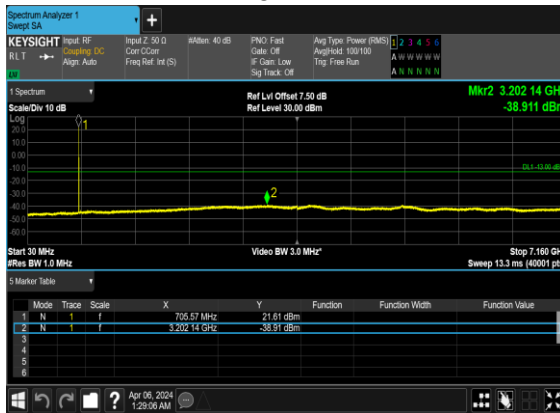 Spectrum Analyzer 1
Swept SA
KEYSIGHT Input: RF Input Z: 50 Ω #Atten: 40 dB PNO: Fast Avg Type: Power (RMS) 1 2 3 4 5 6
RLT Coupling: DC Corr CCorr Gate: Off Avg|Hold: 100/100 A W W W W W
Align: Auto Freq Ref: Int (S) IF Gain: Low Trig: Free Run
Sig Track: Off A N N N N N
1 Spectrum Ref Lvl Offset 7.50 dB Mkr2 3.202 14 GH
Scale/Div 10 dB Ref Level 30.00 dBm -38.911 dBr
Log
20.0 1
10.0
0.00
-10.0 DL1 -13.00 dB
-20.0
-30.0 2
-40.0
-50.0
-60.0
Start 30 MHz Video BW 3.0 MHz* Stop 7.160 GH
#Res BW 1.0 MHz Sweep 13.3 ms (40001 pt
5 Marker Table
Mode Trace Scale X Y Function Function Width Function Value
1 N 1 f 705.57 MHz 21.61 dBm
2 N 1 f 3.202 14 GHz -38.91 dBm
3
4
5
6
? Apr 06, 2024
1:29:06 AM